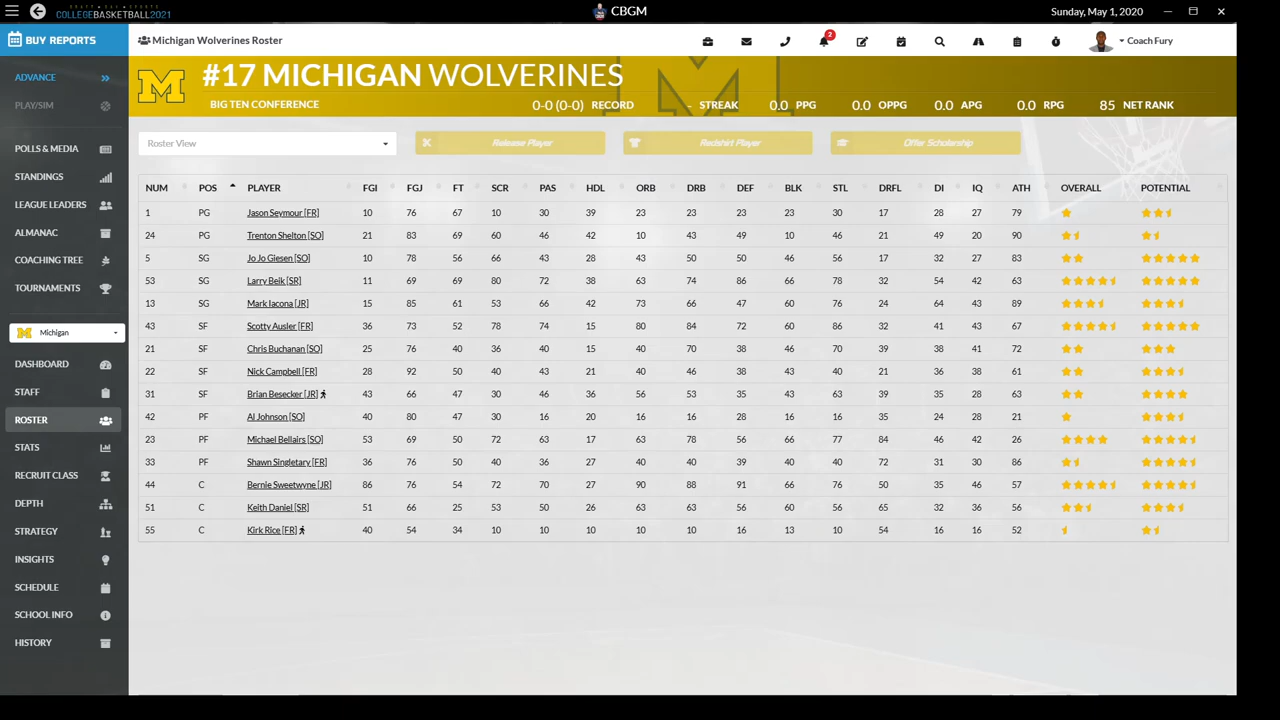 DRAFT DAY SPORTS
COLLEGE BASKETBALL 2021
CBGM
Sunday, May 1, 2020
BUY REPORTS
Michigan Wolverines Roster
2
Coach Fury
ADVANCE
PLAY/SIM
POLLS & MEDIA
STANDINGS
LEAGUE LEADERS
ALMANAC
COACHING TREE
TOURNAMENTS
Michigan
DASHBOARD
STAFF
ROSTER
STATS
RECRUIT CLASS
DEPTH
STRATEGY
INSIGHTS
SCHEDULE
SCHOOL INFO
HISTORY
#17 MICHIGAN WOLVERINES
BIG TEN CONFERENCE
0-0 (0-0) RECORD - STREAK 0.0 PPG 0.0 OPPG 0.0 APG 0.0 RPG 85 NET RANK
Roster View Release Player Redshirt Player Offer Scholarship
NUM POS PLAYER FGI FGJ FT SCR PAS HDL ORB DRB DEF BLK STL DRFL DI IQ ATH OVERALL POTENTIAL
1 PG Jason Seymour [FR] 10 76 67 10 30 39 23 23 23 23 30 17 28 27 79
24 PG Trenton Shelton [SO] 21 83 69 60 46 42 10 43 49 10 46 21 49 20 90
5 SG Jo Jo Giesen [SO] 10 78 56 66 43 28 43 50 50 46 56 17 32 27 83
53 SG Larry Beik [SR] 11 69 69 80 72 38 63 74 86 66 78 32 54 42 63
13 SG Mark Iacona [JR] 15 85 61 53 66 42 73 66 47 60 76 24 64 43 89
43 SF Scotty Ausler [FR] 36 73 52 78 74 15 80 84 72 60 86 32 41 43 67
21 SF Chris Buchanan [SO] 25 76 40 36 40 15 40 70 38 46 70 39 38 41 72
22 SF Nick Campbell [FR] 28 92 50 40 43 21 40 46 38 43 40 21 36 38 61
31 SF Brian Besecker [JR] 43 66 47 30 46 36 56 53 35 43 63 39 35 28 63
42 PF Al Johnson [SO] 40 80 47 30 16 20 16 16 28 16 16 35 24 28 21
23 PF Michael Bellairs [SO] 53 69 50 72 63 17 63 78 56 66 77 84 46 42 26
33 PF Shawn Singletary [FR] 36 76 50 40 36 27 40 40 39 40 40 72 31 30 86
44 C Bernie Sweetwyne [JR] 86 76 54 72 70 27 90 88 91 66 76 50 35 46 57
51 C Keith Daniel [SR] 51 66 25 53 50 26 63 63 56 60 56 65 32 36 56
55 C Kirk Rice [FR] 40 54 34 10 10 10 10 10 16 13 10 54 16 16 52